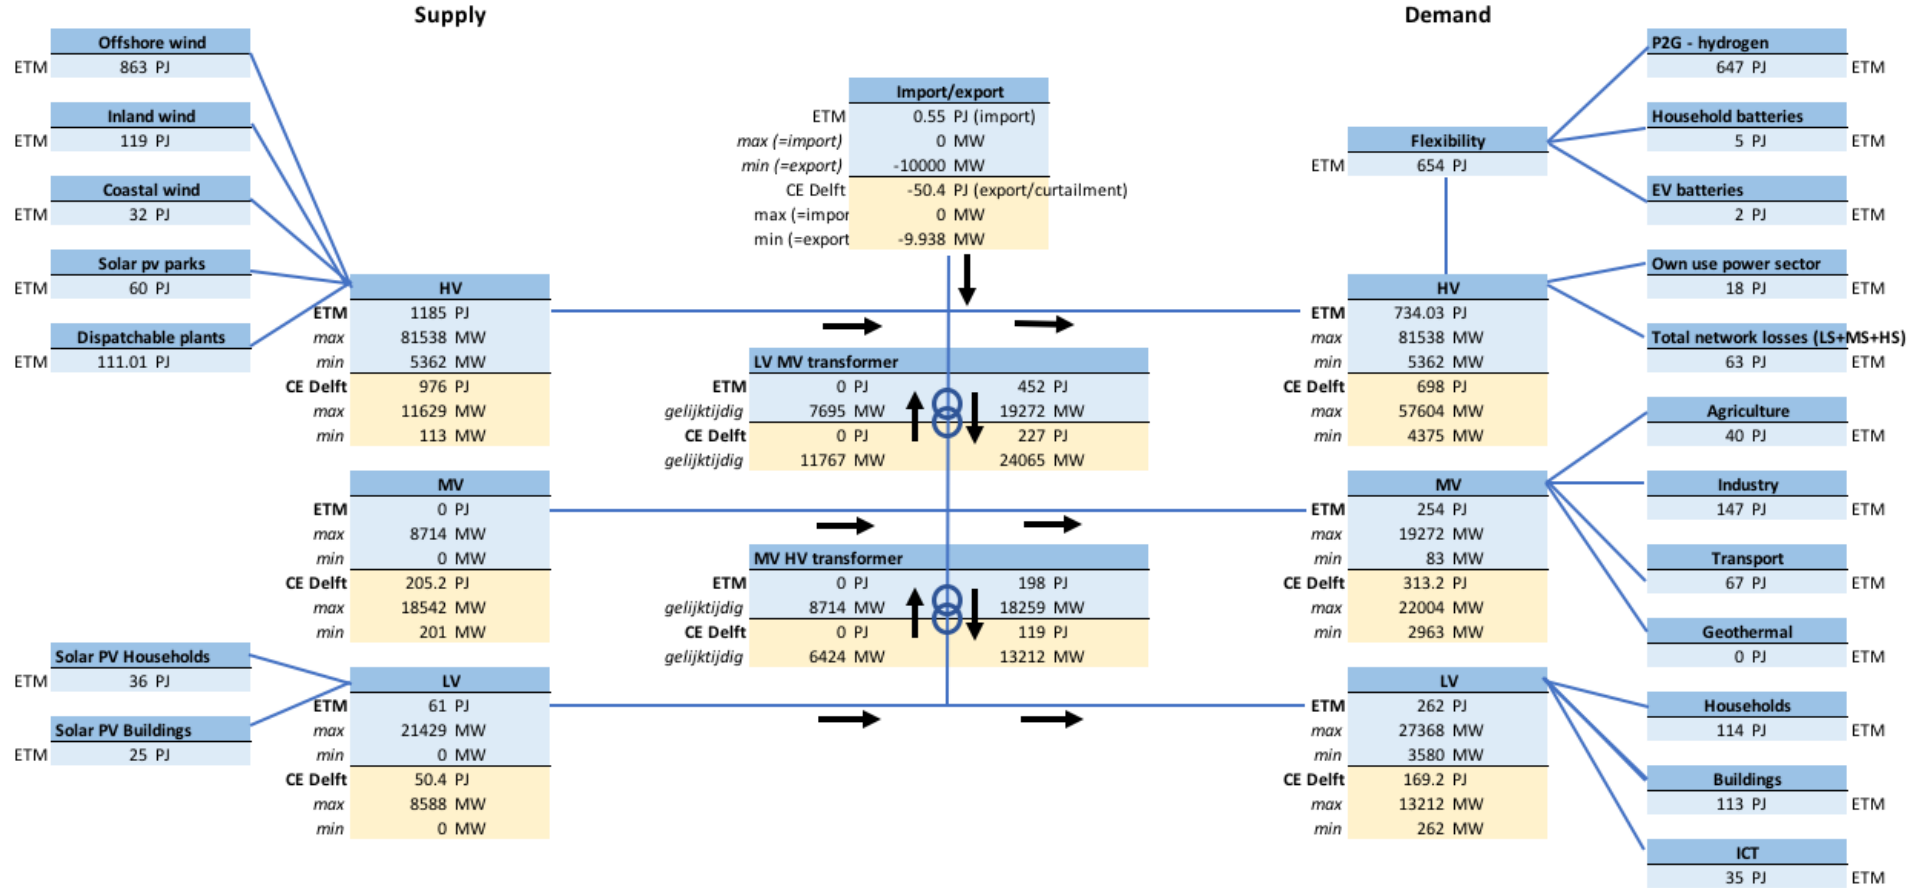 Supply
Demand
Offshore wind
ETM 863 PJ
Inland wind
ETM 119 PJ
Coastal wind
ETM 32 PJ
Solar pv parks
ETM 60 PJ
Dispatchable plants
ETM 111.01 PJ
HV
ETM 1185 PJ
max 81538 MW
min 5362 MW
CE Delft 976 PJ
max 11629 MW
min 113 MW
MV
ETM 0 PJ
max 8714 MW
min 0 MW
CE Delft 205.2 PJ
max 18542 MW
min 201 MW
Solar PV Households
ETM 36 PJ
Solar PV Buildings
ETM 25 PJ
LV
ETM 61 PJ
max 21429 MW
min 0 MW
CE Delft 50.4 PJ
max 8588 MW
min 0 MW
Import/export
ETM 0.55 PJ (import)
max (=import) 0 MW
min (=export) -10000 MW
CE Delft -50.4 PJ (export/curtailment)
max (=impor 0 MW
min (=export -9.938 MW
LV MV transformer
ETM 0 PJ 452 PJ
gelijktijdig 7695 MW 19272 MW
CE Delft 0 PJ 227 PJ
gelijktijdig 11767 MW 24065 MW
MV HV transformer
ETM 0 PJ 198 PJ
gelijktijdig 8714 MW 18259 MW
CE Delft 0 PJ 119 PJ
gelijktijdig 6424 MW 13212 MW
Flexibility
ETM 654 PJ
HV
ETM 734.03 PJ
max 81538 MW
min 5362 MW
CE Delft 698 PJ
max 57604 MW
min 4375 MW
MV
ETM 254 PJ
max 19272 MW
min 83 MW
CE Delft 313.2 PJ
max 22004 MW
min 2963 MW
LV
ETM 262 PJ
max 27368 MW
min 3580 MW
CE Delft 169.2 PJ
max 13212 MW
min 262 MW
P2G - hydrogen
647 PJ ETM
Household batteries
5 PJ ETM
EV batteries
2 PJ ETM
Own use power sector
18 PJ ETM
Total network losses (LS+MS+HS)
63 PJ ETM
Agriculture
40 PJ ETM
Industry
147 PJ ETM
Transport
67 PJ ETM
Geothermal
0 PJ ETM
Households
114 PJ ETM
Buildings
113 PJ ETM
ICT
35 PJ ETM